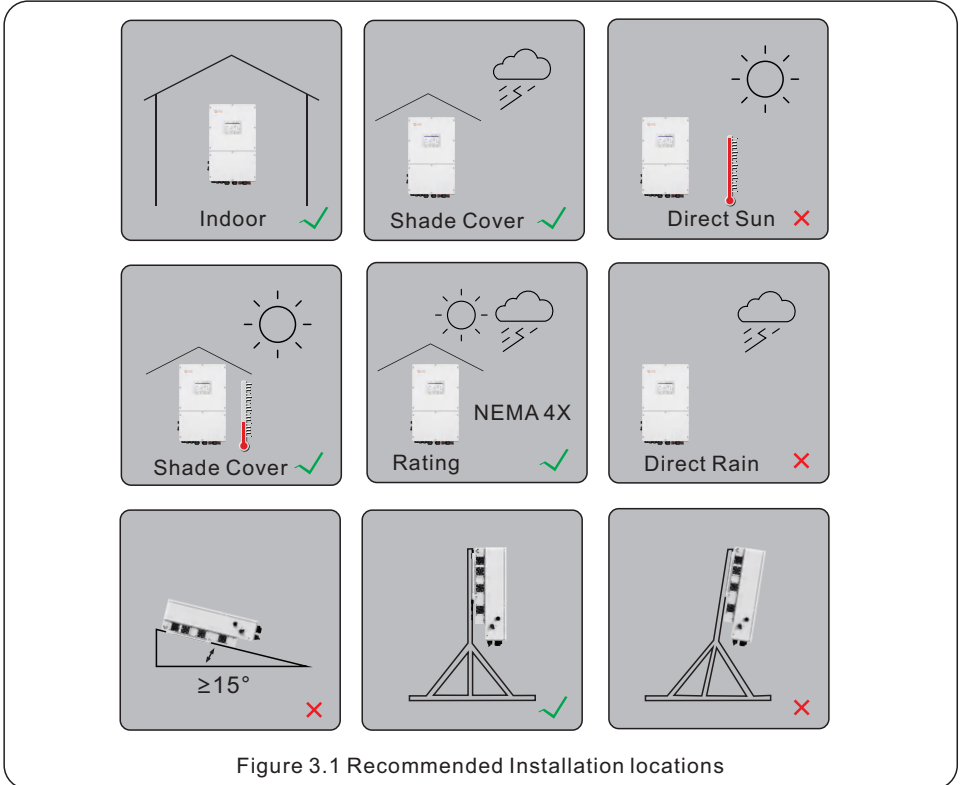 Indoor
Shade Cover
Direct Sun
Shade Cover
NEMA 4X
Rating
Direct Rain
≥15°
Figure 3.1 Recommended Installation locations